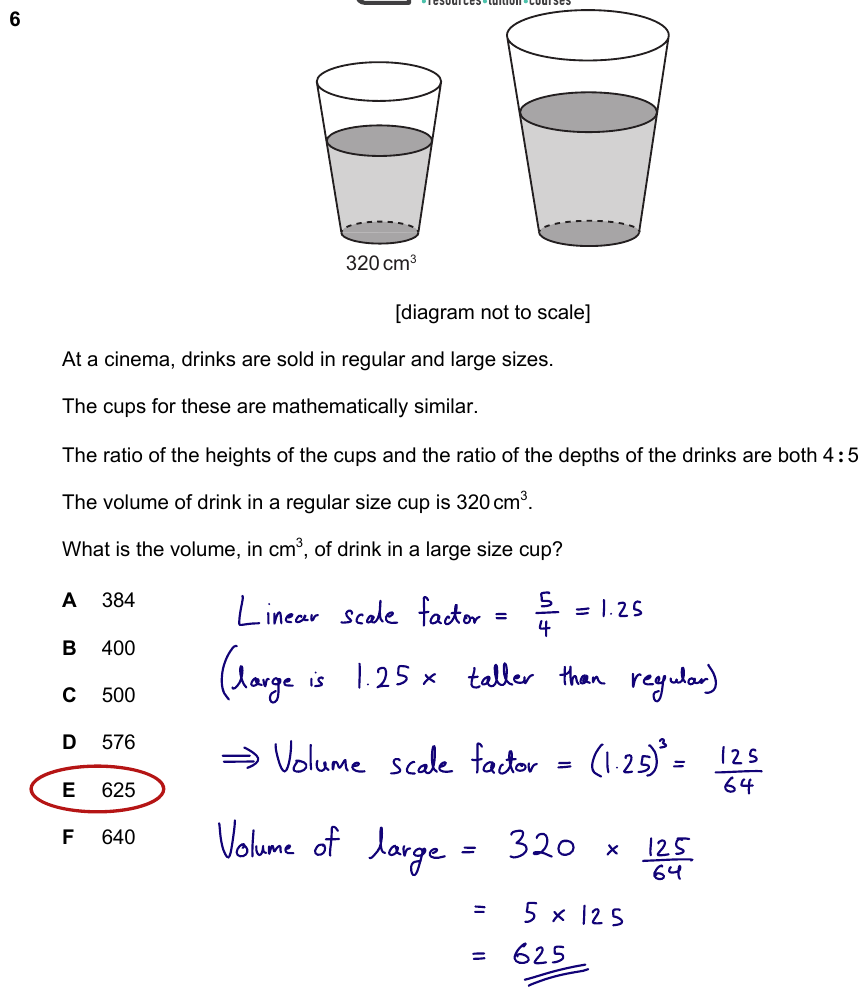 resources•tuition•courses
6
320 cm³
[diagram not to scale]
At a cinema, drinks are sold in regular and large sizes.
The cups for these are mathematically similar.
The ratio of the heights of the cups and the ratio of the depths of the drinks are both 4 : 5
The volume of drink in a regular size cup is 320 cm³.
What is the volume, in cm³, of drink in a large size cup?
A 384
B 400
C 500
D 576
E 625
F 640
Linear scale factor = 5/4 = 1.25
(large is 1.25 × taller than regular)
⇒ Volume scale factor = (1.25)³ = 125/64
Volume of large = 320 × 125/64
= 5 × 125
= 625